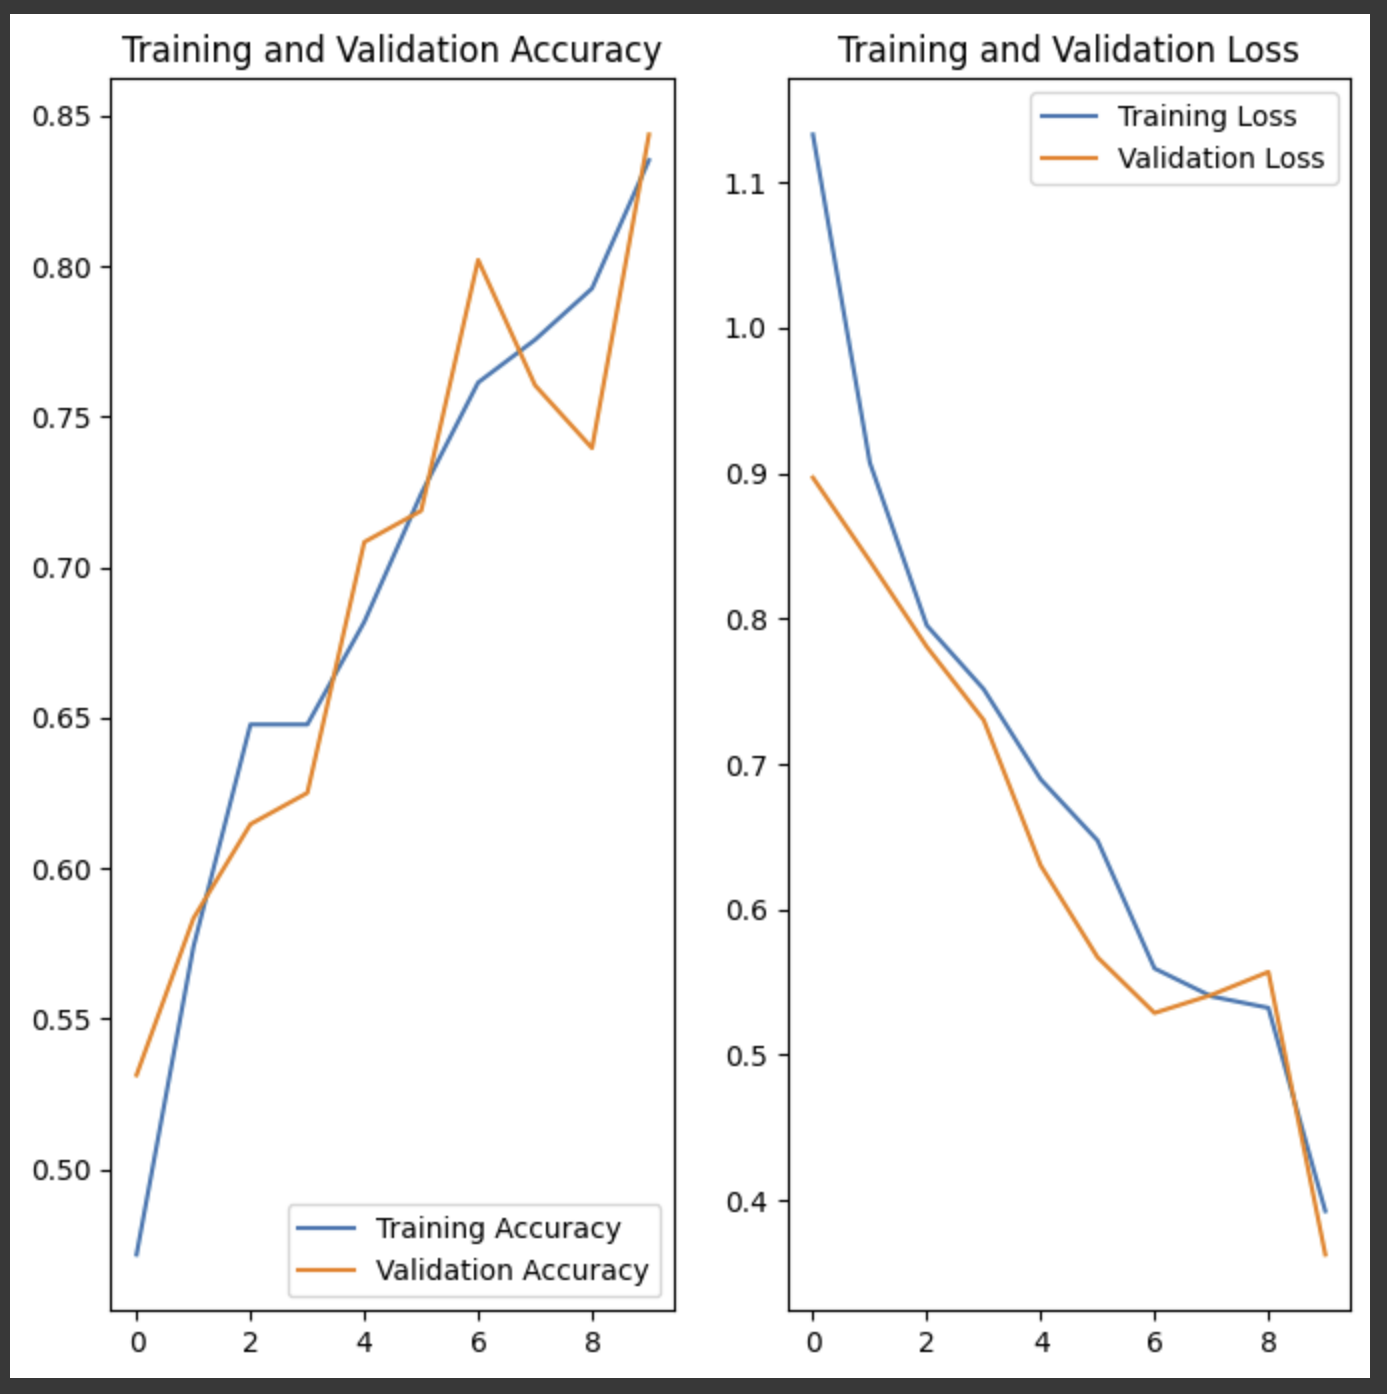 Training and Validation Accuracy
0.85
0.80
0.75
0.70
0.65
0.60
0.55
0.50
Training Accuracy
Validation Accuracy
0 2 4 6 8
Training and Validation Loss
Training Loss
Validation Loss
1.1
1.0
0.9
0.8
0.7
0.6
0.5
0.4
0 2 4 6 8